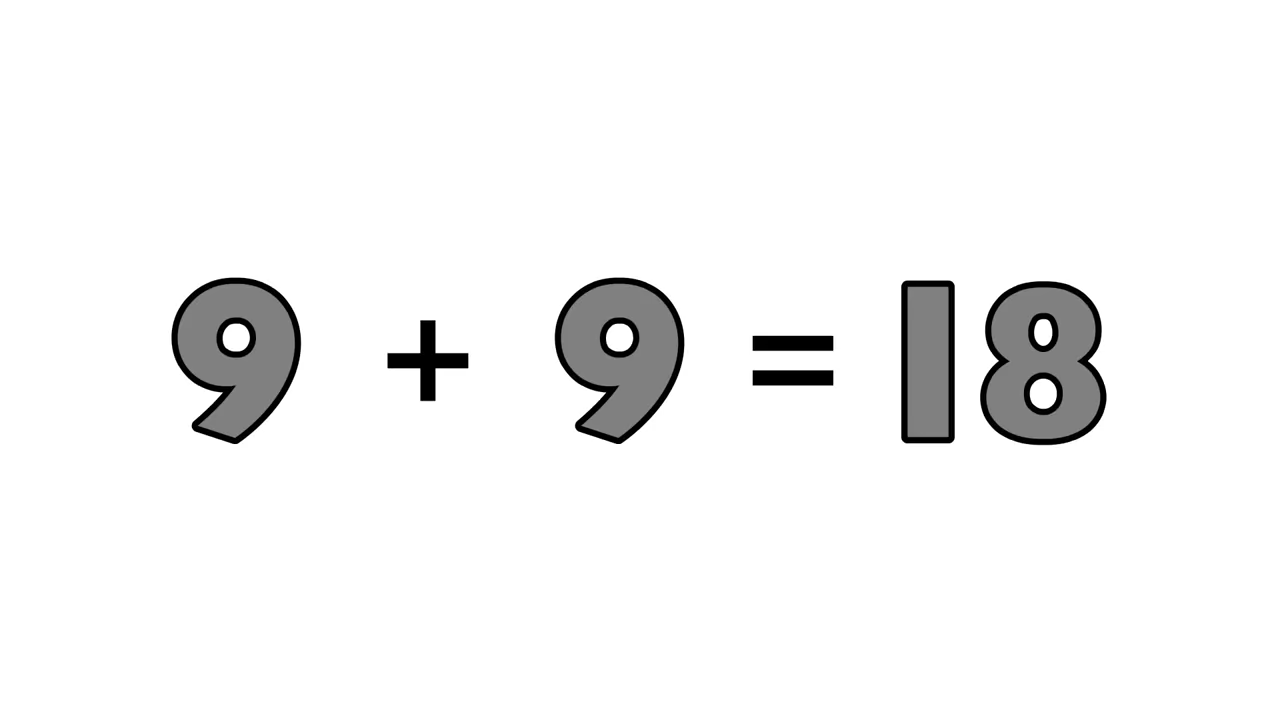 9 + 9 = 18